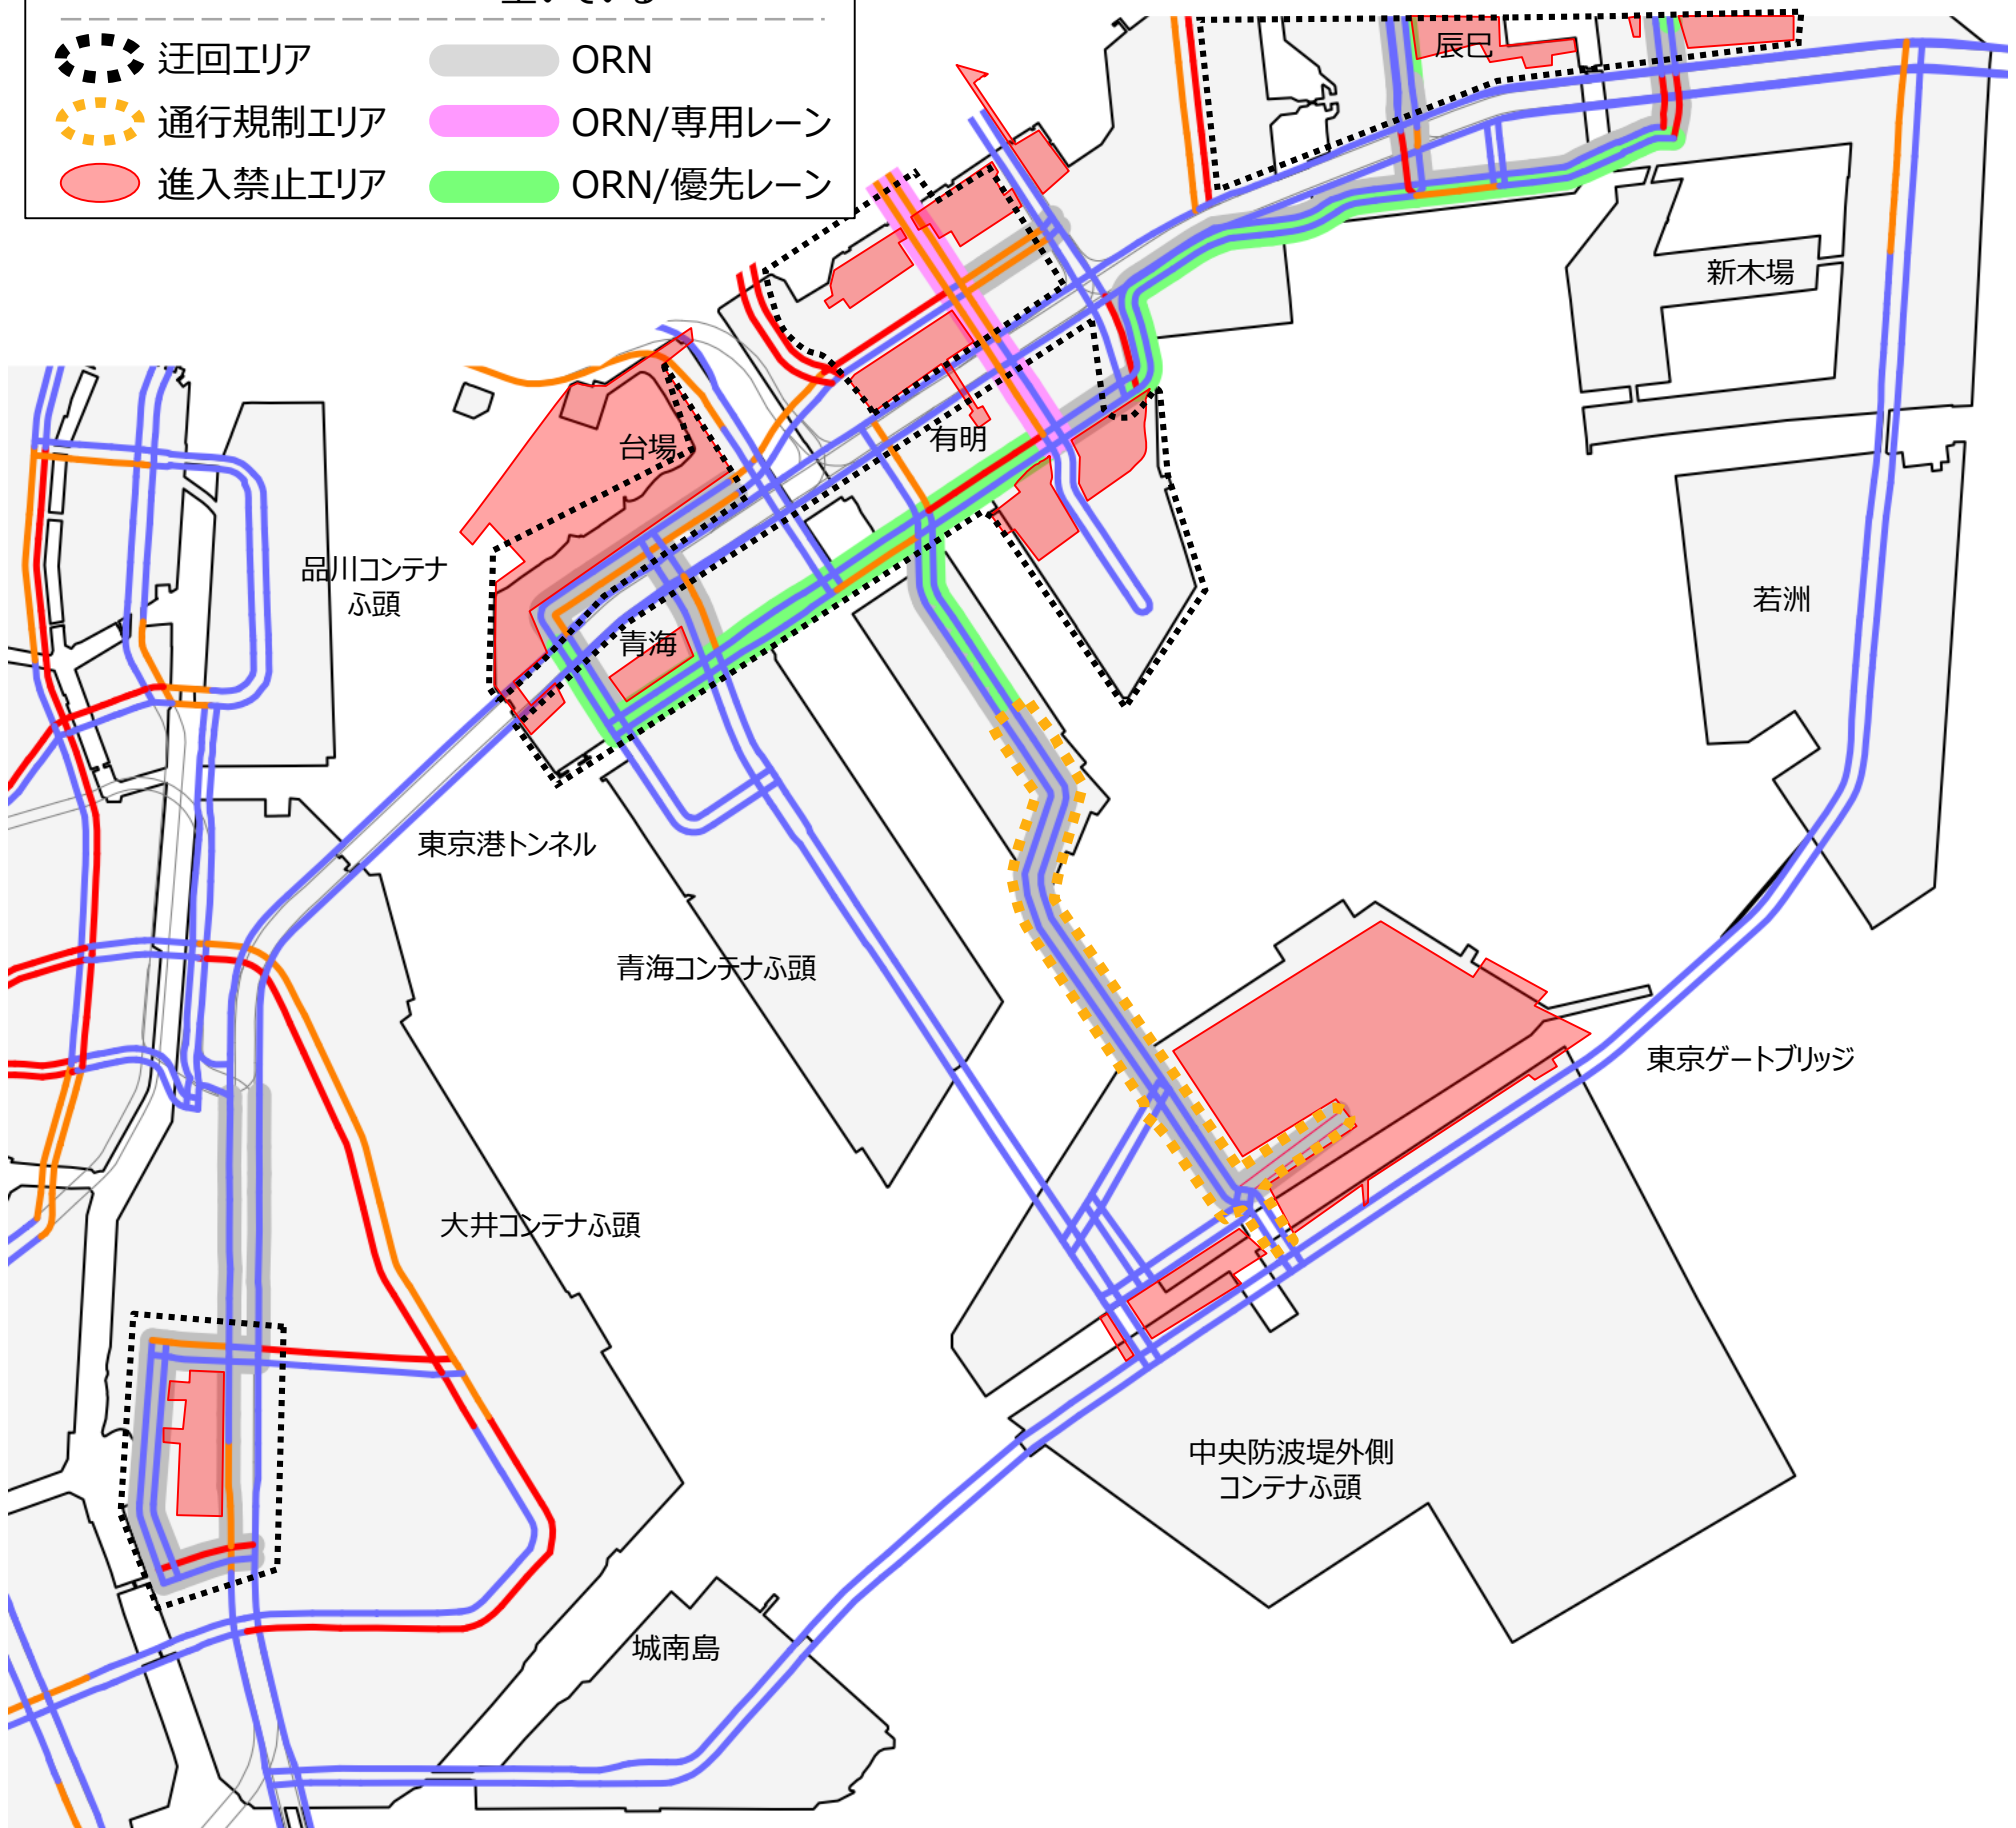 空いている
迂回エリア
ORN
通行規制エリア
ORN/専用レーン
進入禁止エリア
ORN/優先レーン
辰巳
新木場
台場
有明
品川コンテナ
ふ頭
青海
若洲
東京港トンネル
青海コンテナふ頭
東京ゲートブリッジ
大井コンテナふ頭
中央防波堤外側
コンテナふ頭
城南島